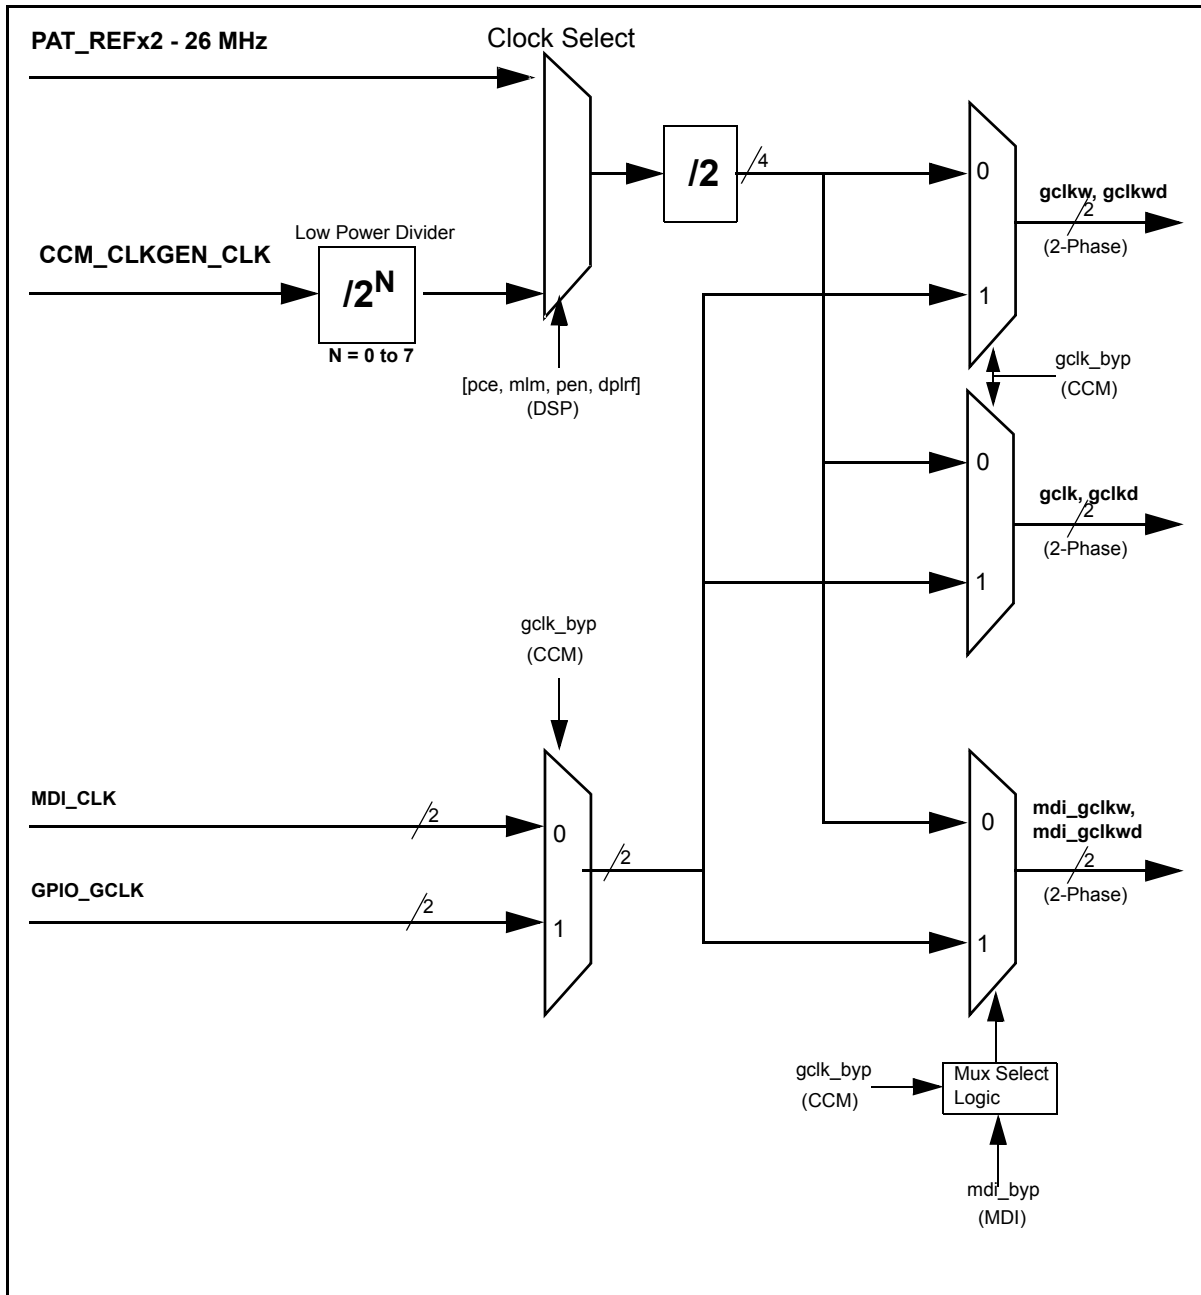 PAT_REFx2 - 26 MHz
Clock Select
/2
4
0
gclkw, gclkwd
2
(2-Phase)
Low Power Divider
CCM_CLKGEN_CLK
/2N
N = 0 to 7
1
[pce, mlm, pen, dplrf]
(DSP)
gclk_byp
(CCM)
0
gclk, gclkd
2
(2-Phase)
1
gclk_byp
(CCM)
MDI_CLK
2
0
2
GPIO_GCLK
2
1
0
mdi_gclkw,
mdi_gclkwd
2
(2-Phase)
1
gclk_byp
(CCM)
Mux Select
Logic
mdi_byp
(MDI)